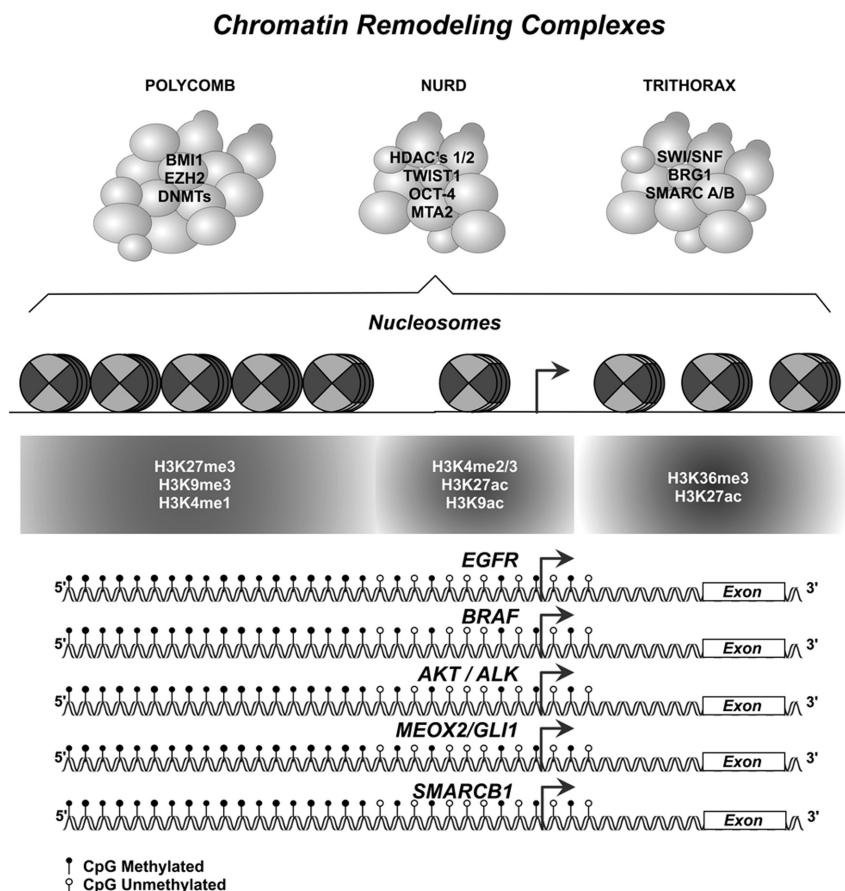 Chromatin Remodeling Complexes
POLYCOMB
NURD
TRITHORAX
BMI1
EZH2
DNMTs
HDAC's 1/2
TWIST1
OCT-4
MTA2
SWI/SNF
BRG1
SMARC A/B
Nucleosomes
H3K27me3
H3K9me3
H3K4me1
H3K4me2/3
H3K27ac
H3K9ac
H3K36me3
H3K27ac
EGFR
5' Exon 3'
BRAF
5' Exon 3'
AKT / ALK
5' Exon 3'
MEOX2/GLI1
5' Exon 3'
SMARCB1
5' Exon 3'
CpG Methylated
CpG Unmethylated